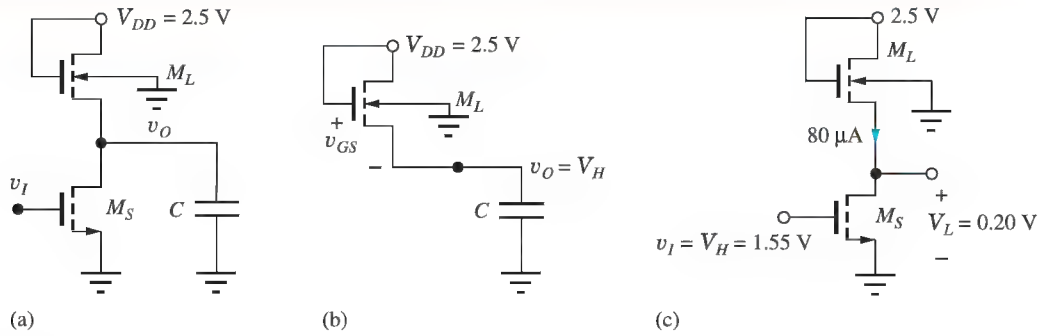 V_DD = 2.5 V
M_L
v_O
v_I
M_S
C
(a)
V_DD = 2.5 V
M_L
+
v_GS
–
v_O = V_H
C
(b)
2.5 V
M_L
80 μA
+
M_S
V_L = 0.20 V
v_I = V_H = 1.55 V
–
(c)